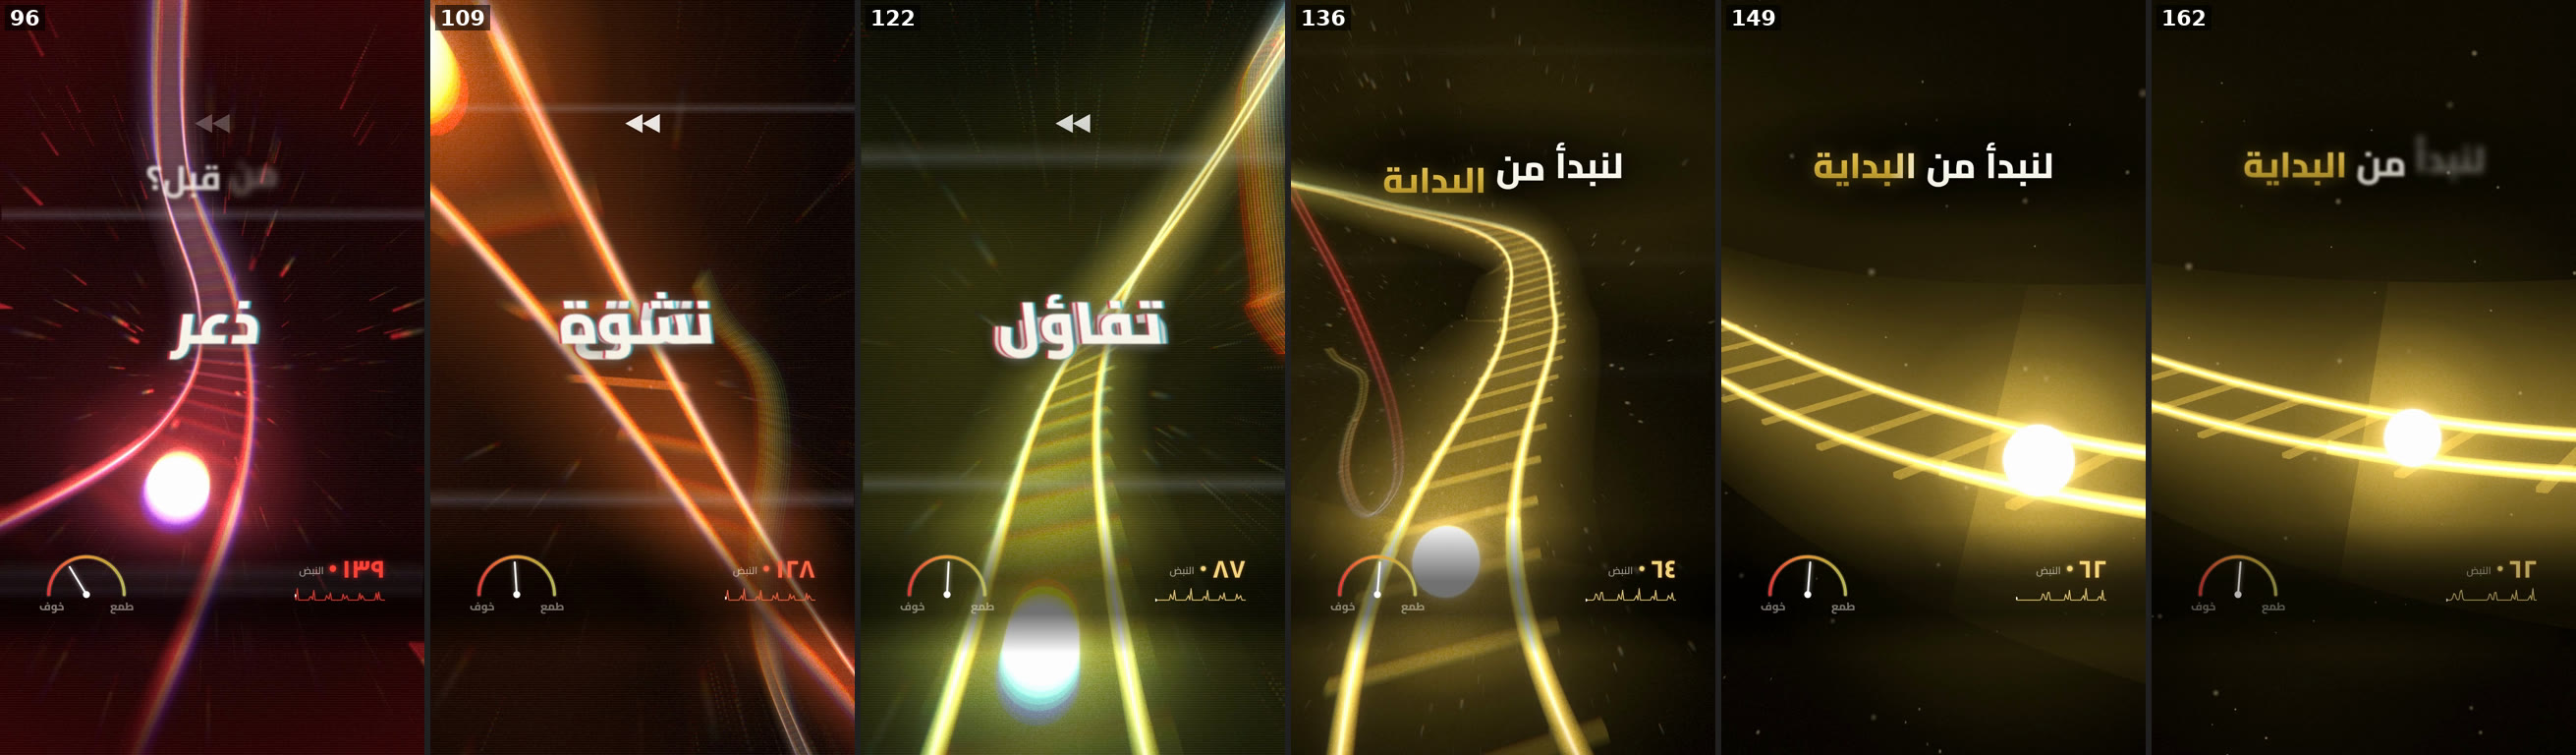 96
من قبل؟
ذعر
النبض • ١٣٩
خوف
طمع
109
نشوة
النبض • ١٢٨
خوف
طمع
122
تفاؤل
النبض • ٨٧
خوف
طمع
136
لنبدأ من البداية
النبض • ٦٤
خوف
طمع
149
لنبدأ من البداية
النبض • ٦٢
خوف
طمع
162
لنبدأ من البداية
النبض • ٦٢
خوف
طمع